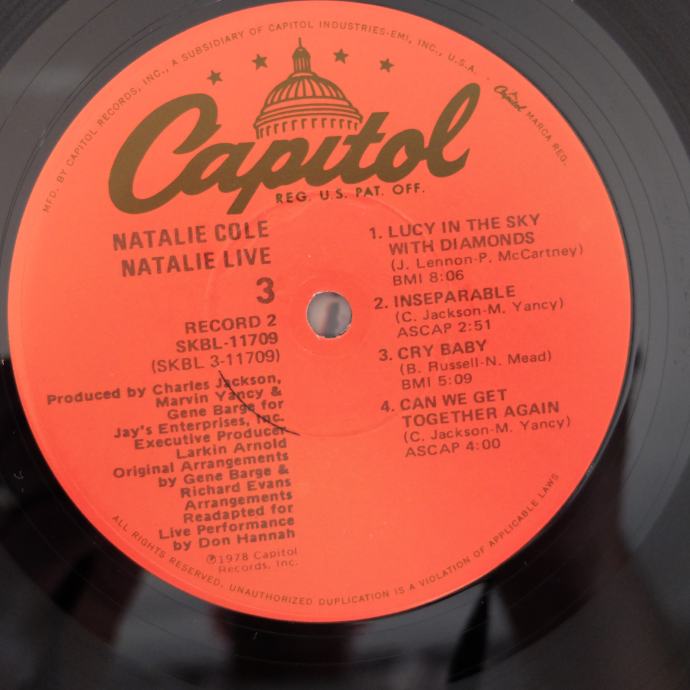 MFD. BY CAPITOL RECORDS, INC., A SUBSIDIARY OF CAPITOL INDUSTRIES-EMI, INC., U.S.A. · Capitol MARCA REG.
Capitol
REG. U.S. PAT. OFF.
NATALIE COLE
NATALIE LIVE
3
RECORD 2
SKBL-11709
(SKBL 3-11709)
Produced by Charles Jackson,
Marvin Yancy &
Gene Barge for
Jay's Enterprises, Inc.
Executive Producer
Larkin Arnold
Original Arrangements
by Gene Barge &
Richard Evans
Arrangements
Readapted for
Live Performance
by Don Hannah
℗1978 Capitol
Records, Inc.
1. LUCY IN THE SKY
WITH DIAMONDS
(J. Lennon-P. McCartney)
BMI 8:06
2. INSEPARABLE
(C. Jackson-M. Yancy)
ASCAP 2:51
3. CRY BABY
(B. Russell-N. Mead)
BMI 5:09
4. CAN WE GET
TOGETHER AGAIN
(C. Jackson-M. Yancy)
ASCAP 4:00
ALL RIGHTS RESERVED. UNAUTHORIZED DUPLICATION IS A VIOLATION OF APPLICABLE LAWS